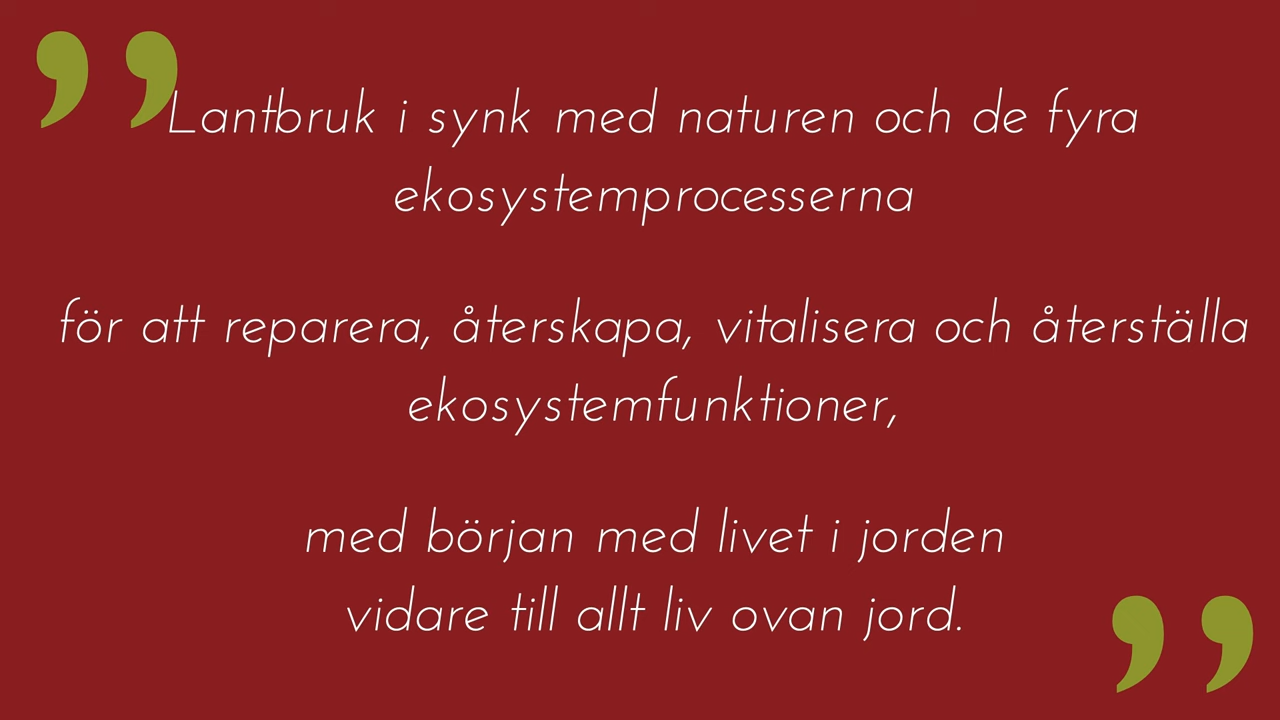 ”Lantbruk i synk med naturen och de fyra
ekosystemprocesserna
för att reparera, återskapa, vitalisera och återställa
ekosystemfunktioner,
med början med livet i jorden
vidare till allt liv ovan jord.”